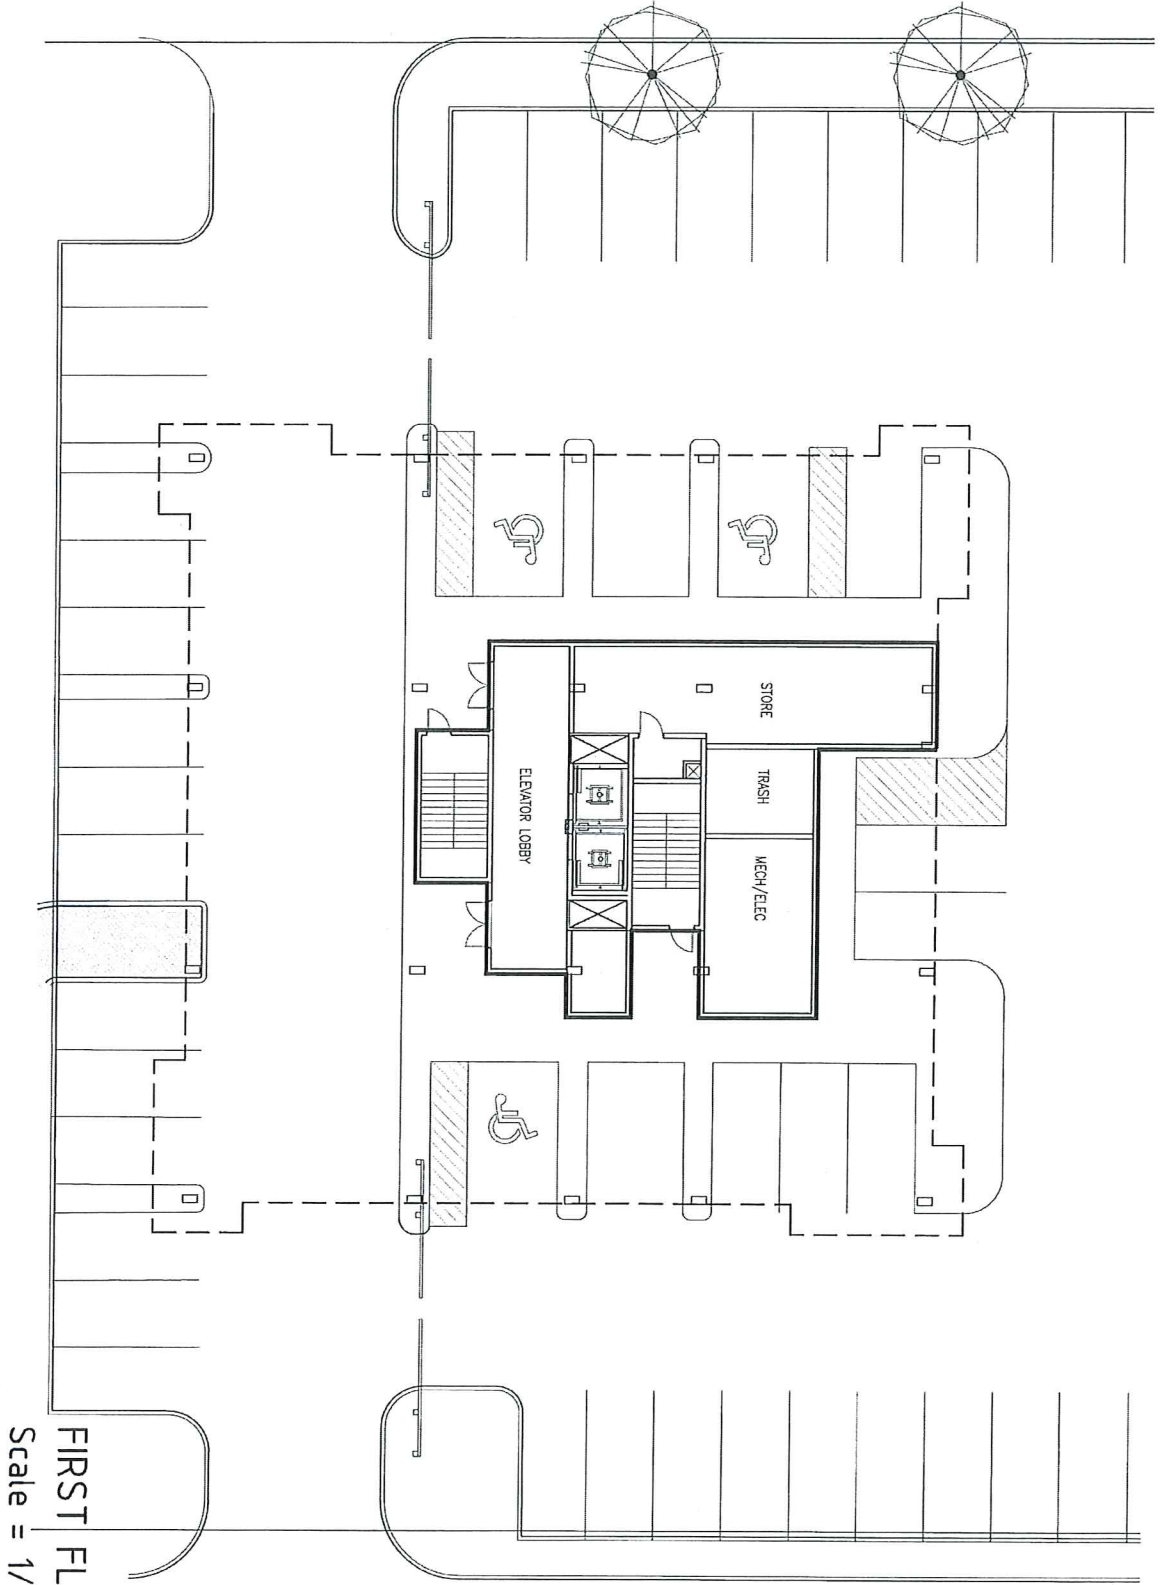 STORE
TRASH
MECH/ELEC
ELEVATOR LOBBY
FIRST FL
Scale = 1/